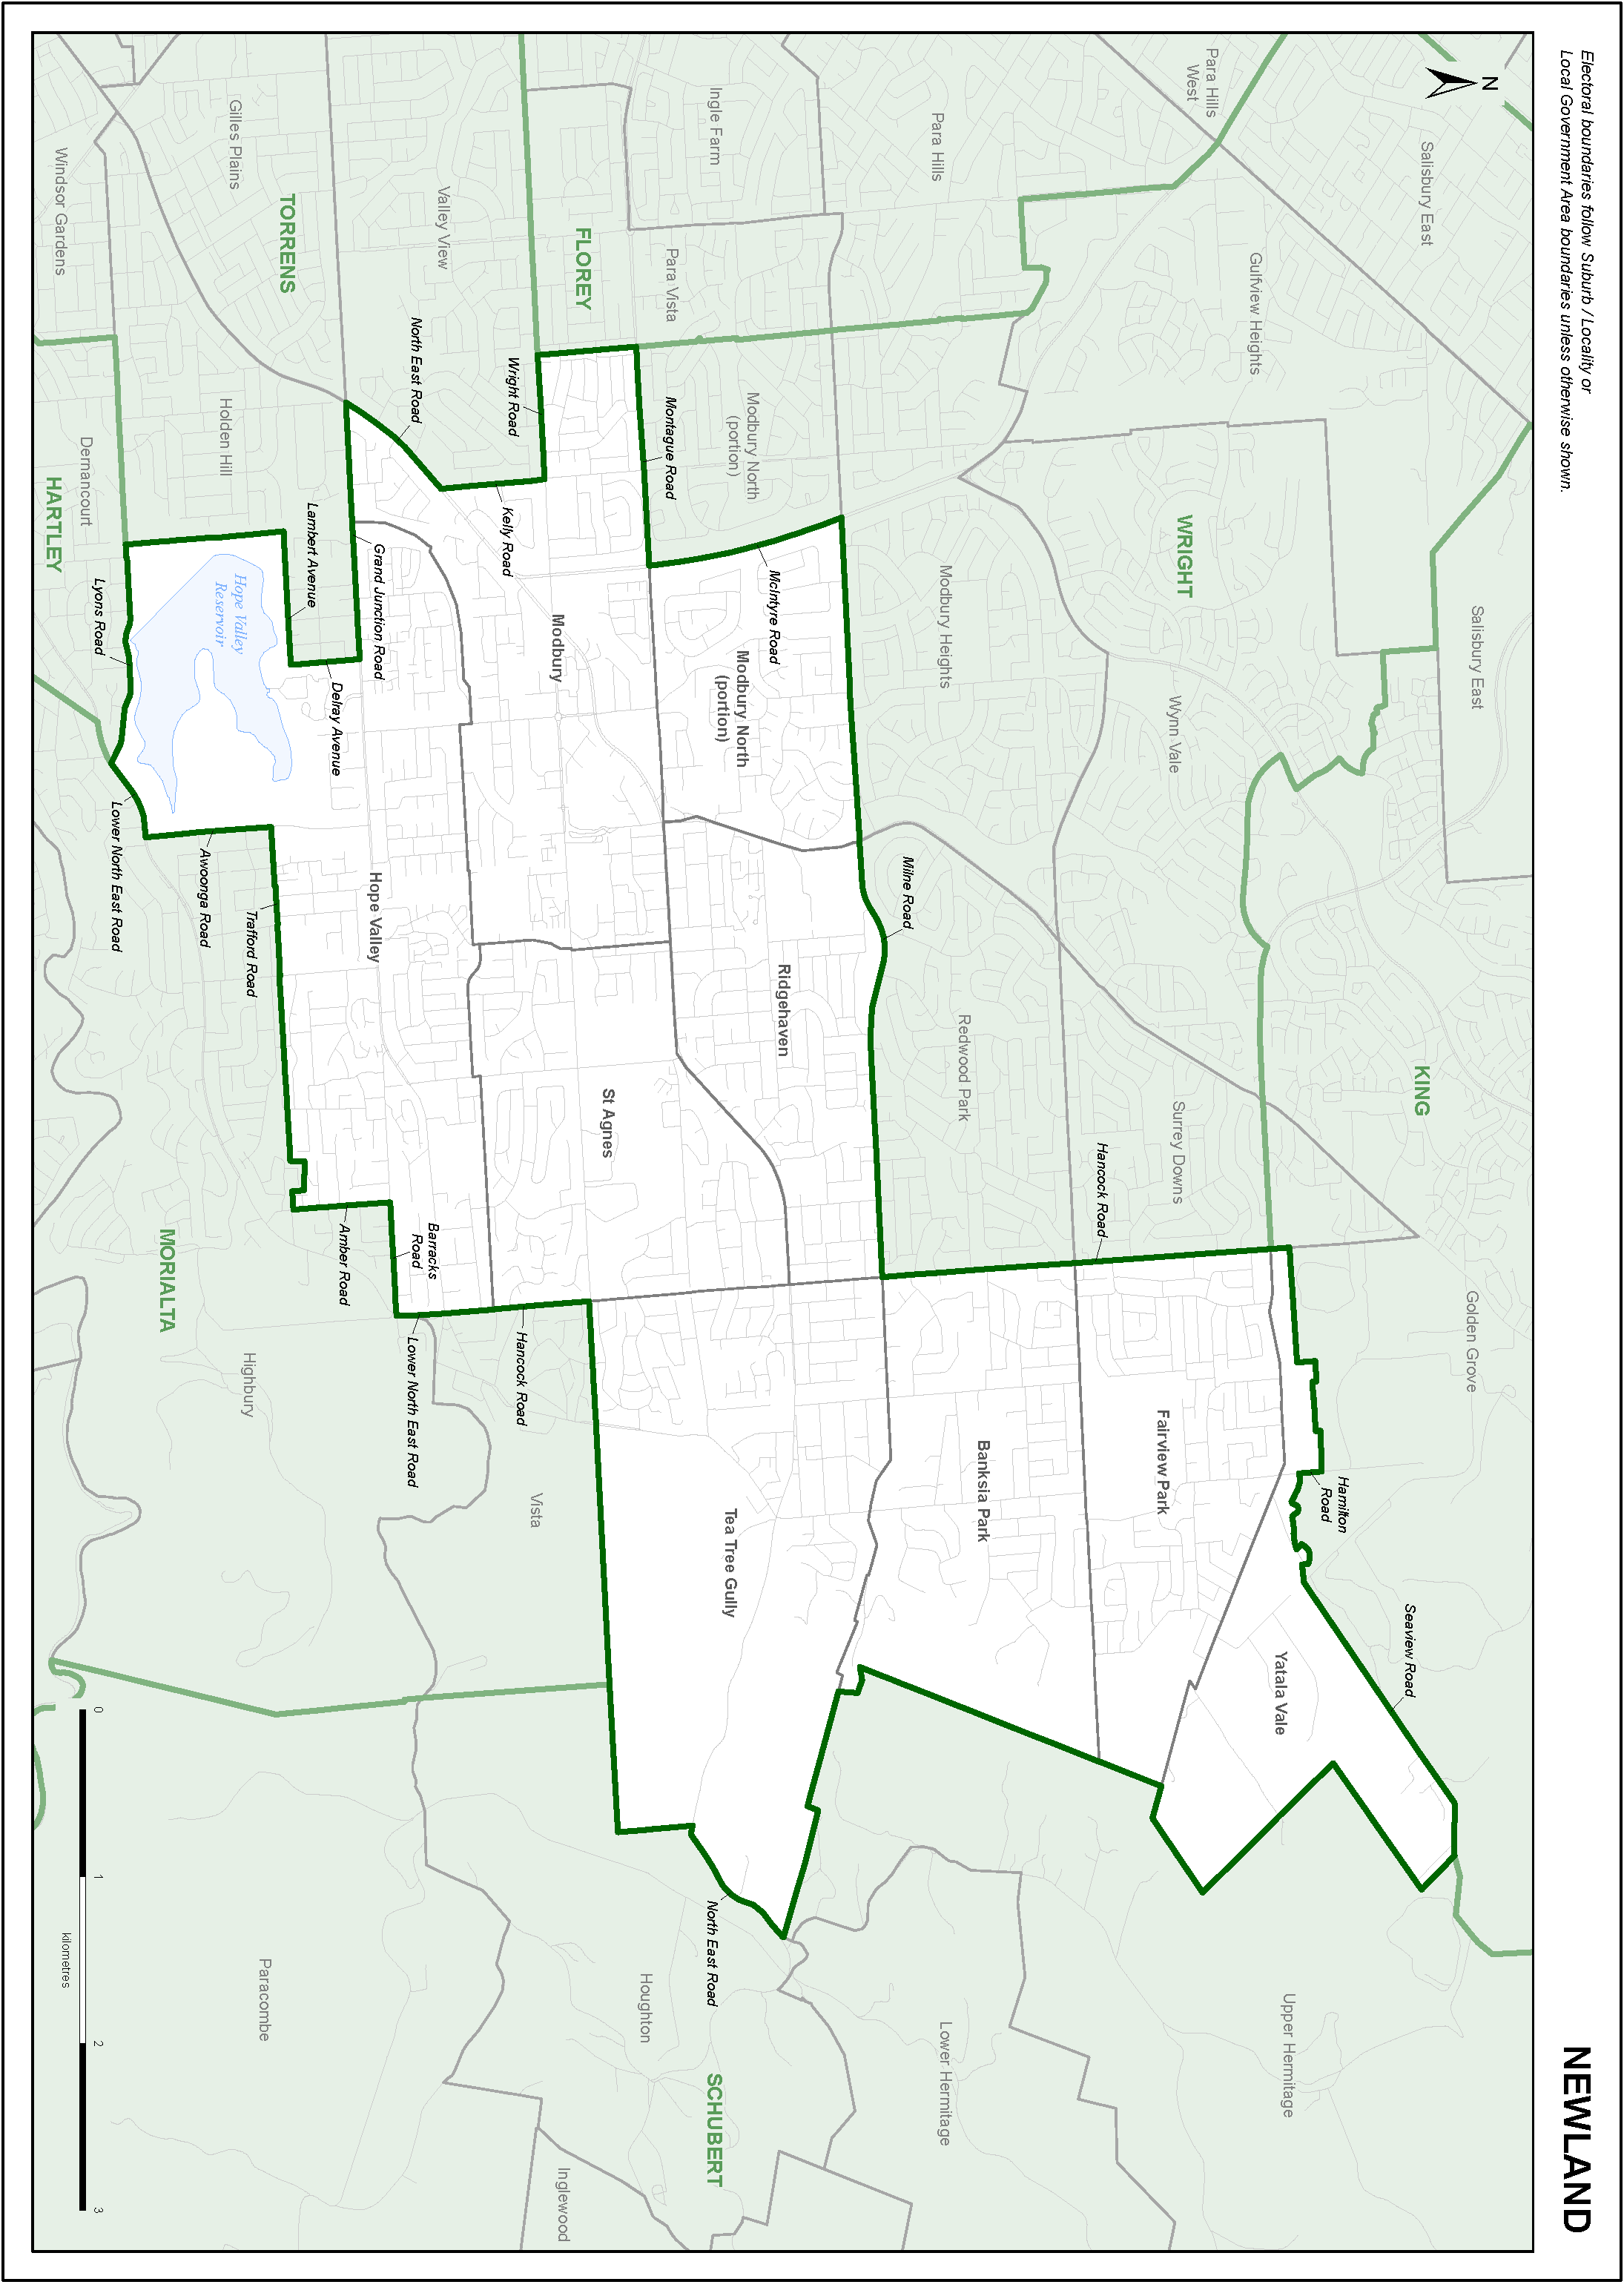 NEWLAND
Electoral boundaries follow Suburb / Locality or
Local Government Area boundaries unless otherwise shown.
N
Salisbury East
Salisbury East
KING
Golden Grove
Para Hills
West
Gulfview Heights
WRIGHT
Wynn Vale
Surrey Downs
Hancock Road
Hamilton
Road
Seaview Road
Fairview Park
Yatala Vale
Upper Hermitage
Para Hills
Modbury Heights
Milne Road
Redwood Park
Banksia Park
Lower Hermitage
Ingle Farm
Para Vista
Modbury North
(portion)
Montague Road
McIntyre Road
Modbury North
(portion)
Ridgehaven
Tea Tree Gully
North East Road
SCHUBERT
Houghton
FLOREY
Wright Road
Kelly Road
Modbury
St Agnes
Hancock Road
Vista
Inglewood
Valley View
North East Road
Grand Junction Road
Hope Valley
Barracks
Road
Lower North East Road
Amber Road
TORRENS
Gilles Plains
Holden Hill
Lambert Avenue
Delray Avenue
Hope Valley
Reservoir
Trafford Road
Awoonga Road
Highbury
Paracombe
MORIALTA
Windsor Gardens
Dernancourt
HARTLEY
Lyons Road
Lower North East Road
0
1
2
3
kilometres